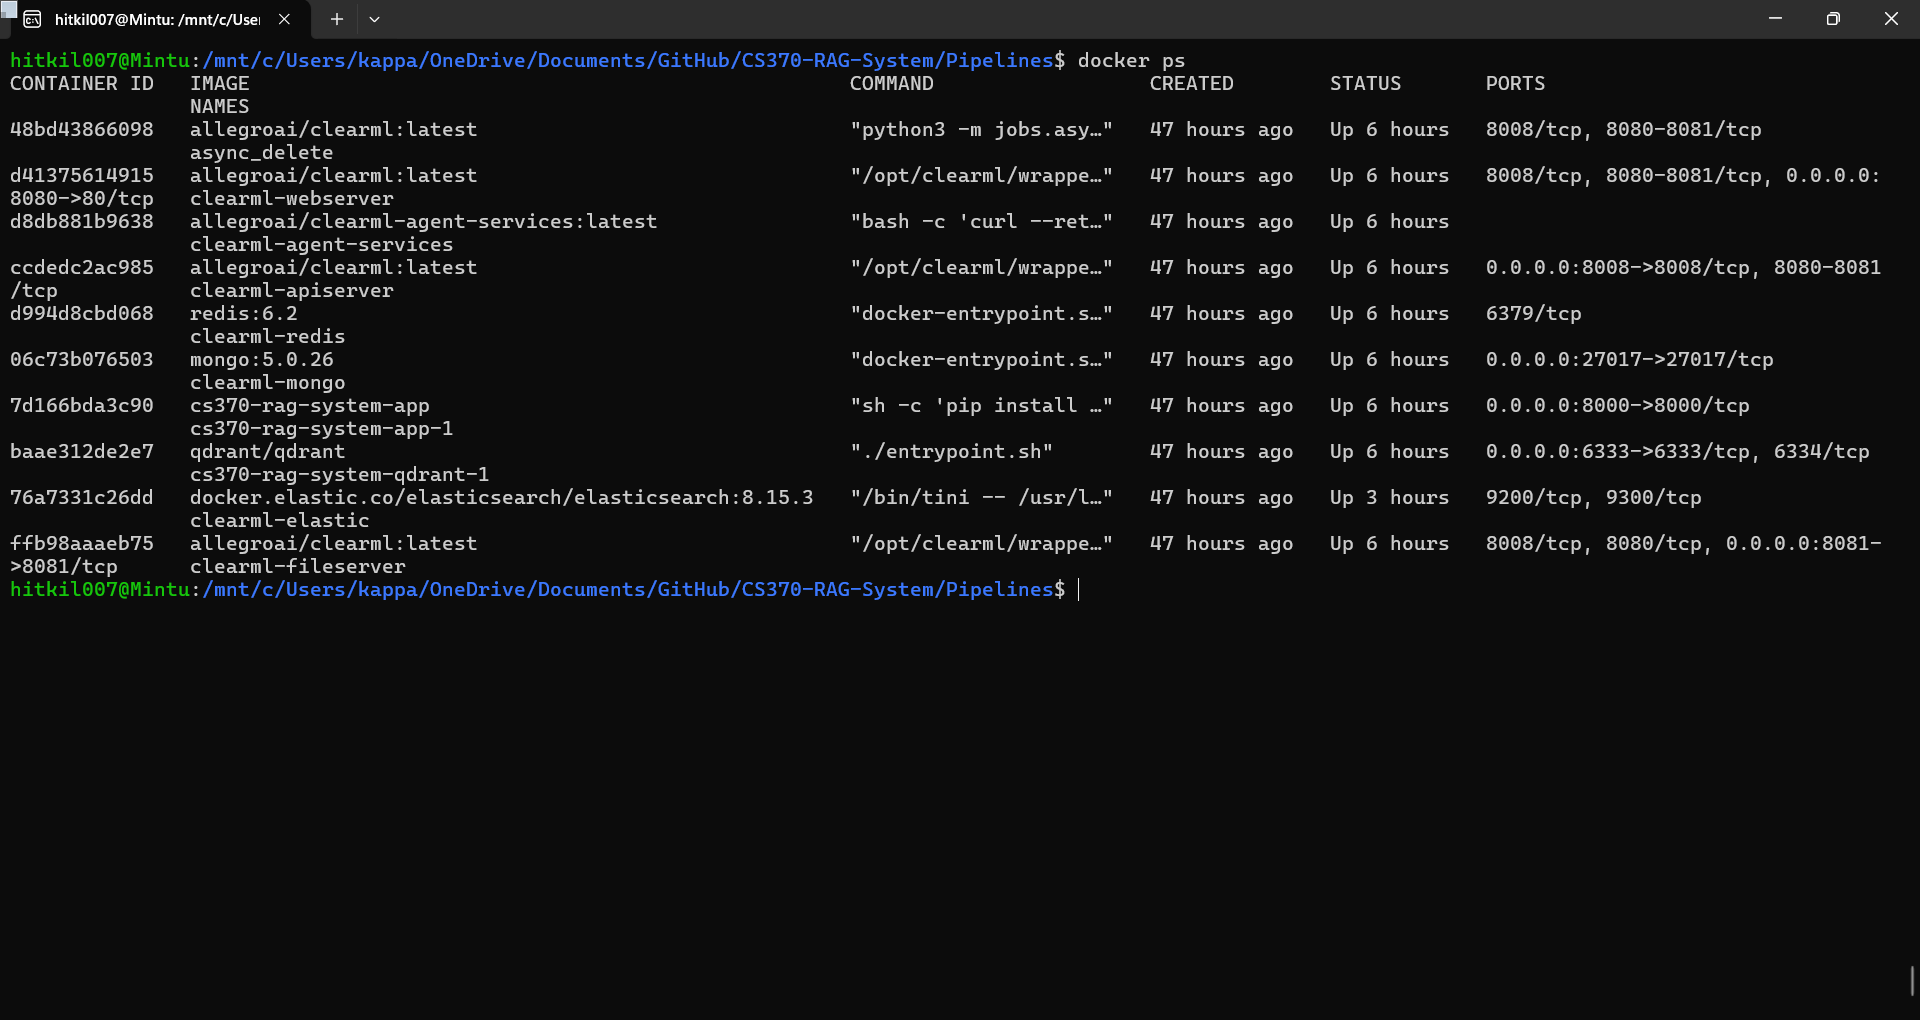 hitkil007@Mintu: /mnt/c/Use
hitkil007@Mintu:/mnt/c/Users/kappa/OneDrive/Documents/GitHub/CS370-RAG-System/Pipelines$ docker ps
CONTAINER ID   IMAGE   COMMAND   CREATED   STATUS   PORTS
NAMES
48bd43866098   allegroai/clearml:latest   "python3 -m jobs.asy…"   47 hours ago   Up 6 hours   8008/tcp, 8080-8081/tcp
async_delete
d41375614915   allegroai/clearml:latest   "/opt/clearml/wrappe…"   47 hours ago   Up 6 hours   8008/tcp, 8080-8081/tcp, 0.0.0.0:
8080->80/tcp   clearml-webserver
d8db881b9638   allegroai/clearml-agent-services:latest   "bash -c 'curl --ret…"   47 hours ago   Up 6 hours
clearml-agent-services
ccdedc2ac985   allegroai/clearml:latest   "/opt/clearml/wrappe…"   47 hours ago   Up 6 hours   0.0.0.0:8008->8008/tcp, 8080-8081
/tcp   clearml-apiserver
d994d8cbd068   redis:6.2   "docker-entrypoint.s…"   47 hours ago   Up 6 hours   6379/tcp
clearml-redis
06c73b076503   mongo:5.0.26   "docker-entrypoint.s…"   47 hours ago   Up 6 hours   0.0.0.0:27017->27017/tcp
clearml-mongo
7d166bda3c90   cs370-rag-system-app   "sh -c 'pip install …"   47 hours ago   Up 6 hours   0.0.0.0:8000->8000/tcp
cs370-rag-system-app-1
baae312de2e7   qdrant/qdrant   "./entrypoint.sh"   47 hours ago   Up 6 hours   0.0.0.0:6333->6333/tcp, 6334/tcp
cs370-rag-system-qdrant-1
76a7331c26dd   docker.elastic.co/elasticsearch/elasticsearch:8.15.3   "/bin/tini -- /usr/l…"   47 hours ago   Up 3 hours   9200/tcp, 9300/tcp
clearml-elastic
ffb98aaaeb75   allegroai/clearml:latest   "/opt/clearml/wrappe…"   47 hours ago   Up 6 hours   8008/tcp, 8080/tcp, 0.0.0.0:8081-
>8081/tcp   clearml-fileserver
hitkil007@Mintu:/mnt/c/Users/kappa/OneDrive/Documents/GitHub/CS370-RAG-System/Pipelines$